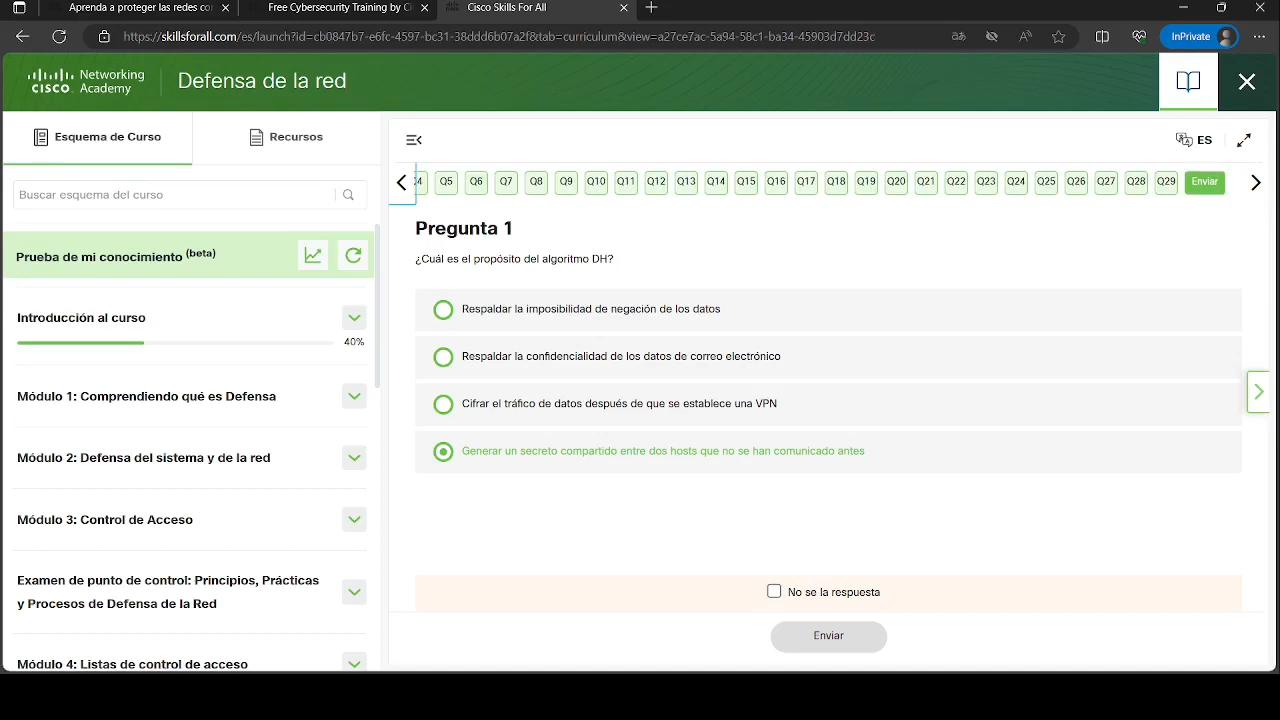 Aprenda a proteger las redes co
Free Cybersecurity Training by Ci
Cisco Skills For All
https://skillsforall.com/es/launch?id=cb0847b7-e6fc-4597-bc31-38dd6b07a2f8&tab=curriculum&view=a27ce7ac-5a94-58c1-ba34-45903d7dd23c
InPrivate
CISCO
Networking
Academy
Defensa de la red
Esquema de Curso
Recursos
ES
Buscar esquema del curso
4 Q5 Q6 Q7 Q8 Q9 Q10 Q11 Q12 Q13 Q14 Q15 Q16 Q17 Q18 Q19 Q20 Q21 Q22 Q23 Q24 Q25 Q26 Q27 Q28 Q29 Enviar
Prueba de mi conocimiento (beta)
Introducción al curso
40%
Módulo 1: Comprendiendo qué es Defensa
Módulo 2: Defensa del sistema y de la red
Módulo 3: Control de Acceso
Examen de punto de control: Principios, Prácticas
y Procesos de Defensa de la Red
Módulo 4: Listas de control de acceso
Pregunta 1
¿Cuál es el propósito del algoritmo DH?
Respaldar la imposibilidad de negación de los datos
Respaldar la confidencialidad de los datos de correo electrónico
Cifrar el tráfico de datos después de que se establece una VPN
Generar un secreto compartido entre dos hosts que no se han comunicado antes
No se la respuesta
Enviar